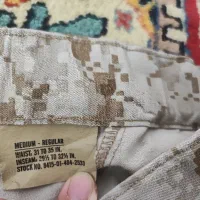 MEDIUM - REGULAR
WAIST: 31 TO 35 IN.
INSEAM: 29½ TO 32½ IN.
STOCK NO. 8415-01-494-